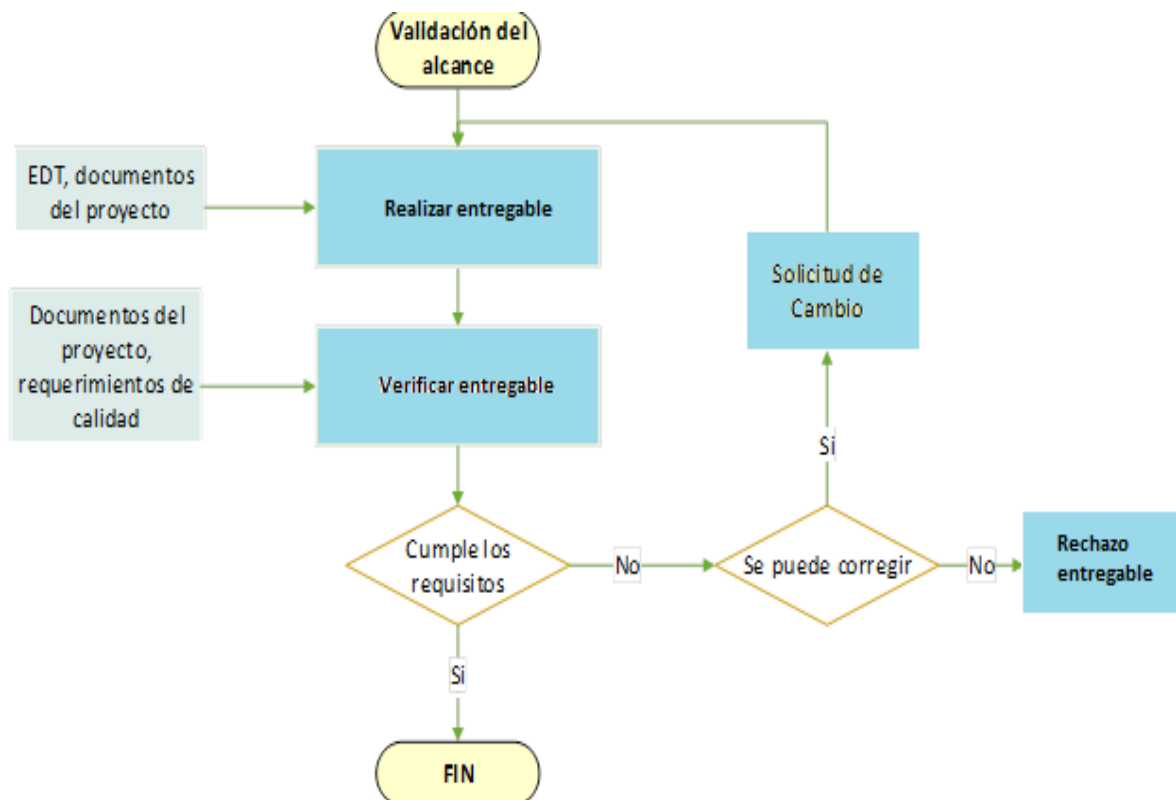 Validación del
alcance
EDT, documentos
del proyecto
Realizar entregable
Solicitud de
Cambio
Documentos del
proyecto,
requerimientos de
calidad
Verificar entregable
Si
Cumple los
requisitos
No
Se puede corregir
No
Rechazo
entregable
Si
FIN